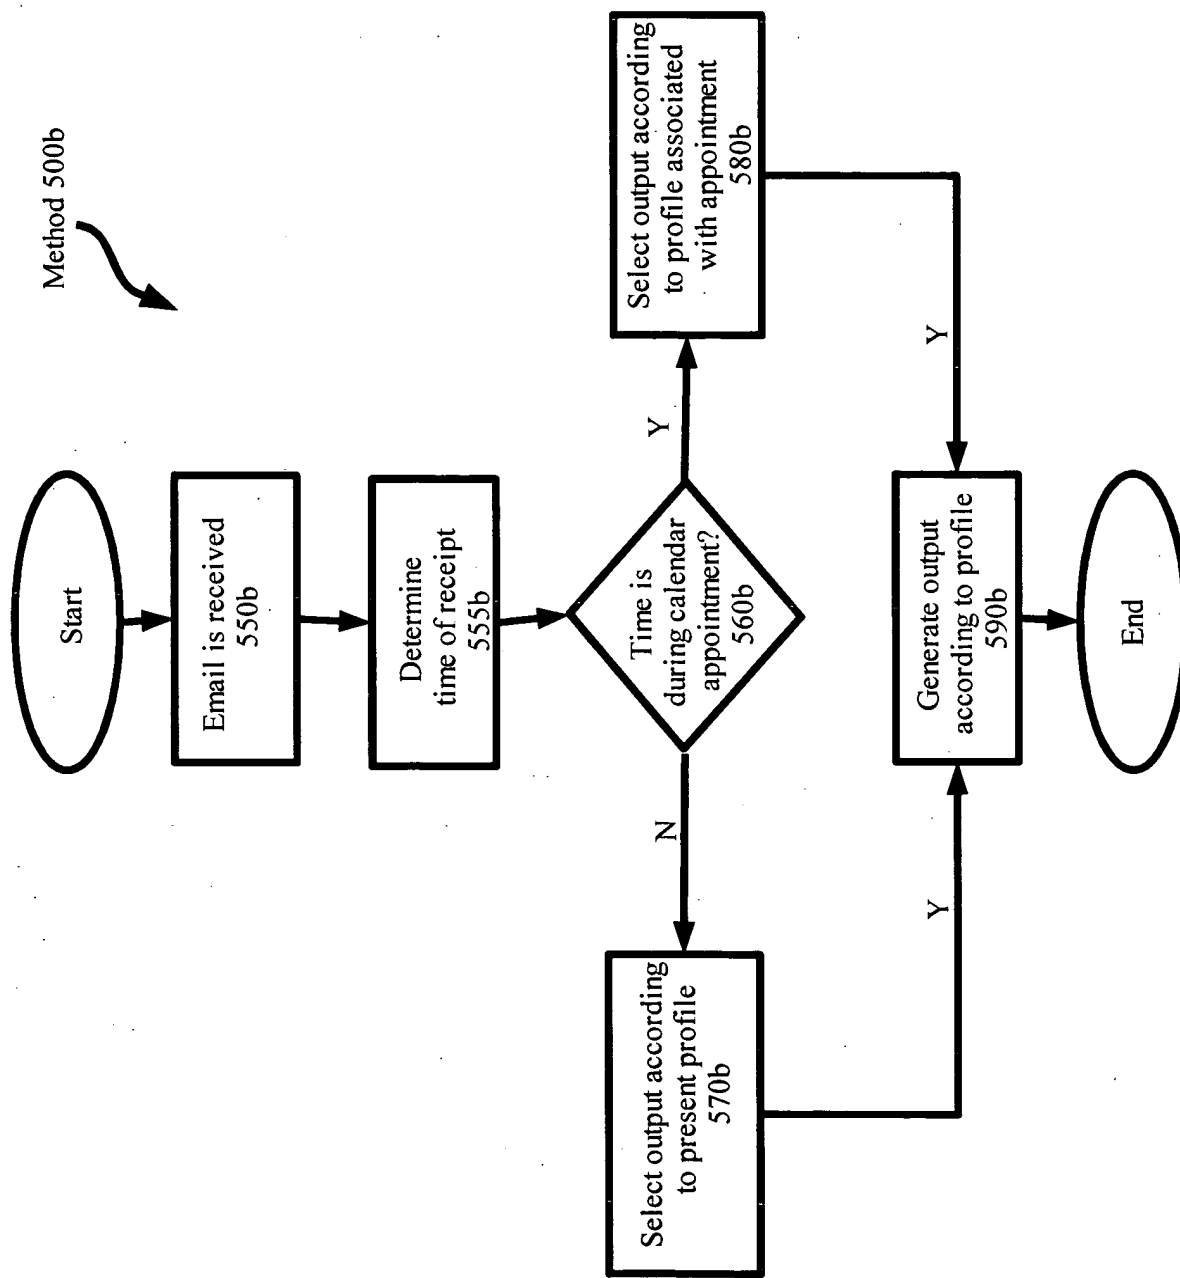 Method 500b
Start
Email is received
550b
Determine
time of receipt
555b
Time is
during calendar
appointment?
560b
N
Y
Select output according
to present profile
570b
Select output according
to profile associated
with appointment
580b
Y
Y
Generate output
according to profile
590b
End